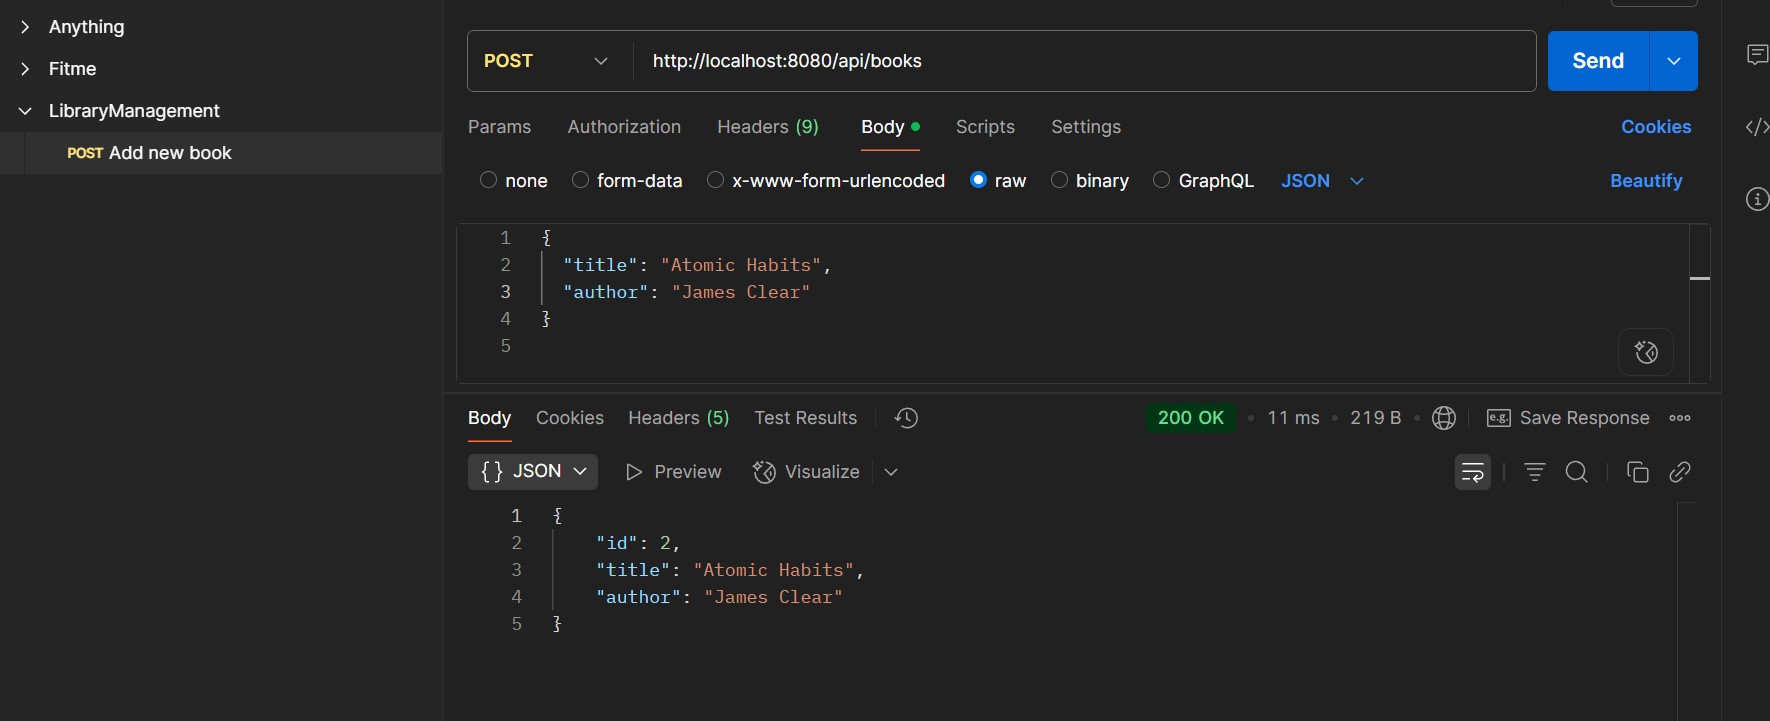 Anything
Fitme
LibraryManagement
POST Add new book
POST http://localhost:8080/api/books Send
Params Authorization Headers (9) Body Scripts Settings Cookies
none form-data x-www-form-urlencoded raw binary GraphQL JSON Beautify
1 {
2 "title": "Atomic Habits",
3 "author": "James Clear"
4 }
5
Body Cookies Headers (5) Test Results 200 OK • 11 ms • 219 B • e.g. Save Response
{} JSON Preview Visualize
1 {
2 "id": 2,
3 "title": "Atomic Habits",
4 "author": "James Clear"
5 }